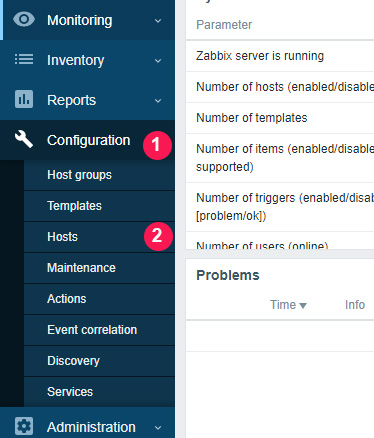 Monitoring
Inventory
Reports
Configuration
1
Host groups
Templates
Hosts
2
Maintenance
Actions
Event correlation
Discovery
Services
Administration
Parameter
Zabbix server is running
Number of hosts (enabled/disable
Number of templates
Number of items (enabled/disable
supported)
Number of triggers (enabled/disab
[problem/ok])
Number of users (online)
Problems
Time ▼ Info